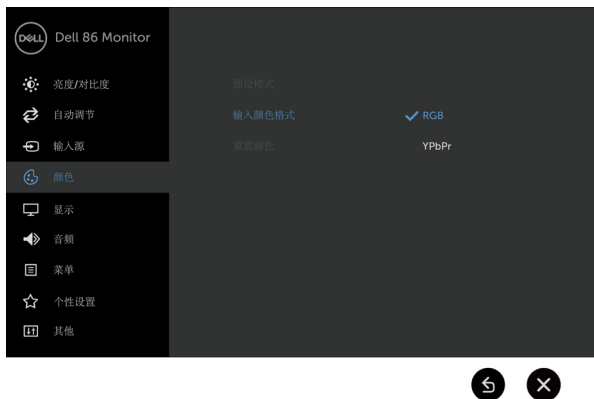 DELL Dell 86 Monitor
亮度/对比度
预设模式
自动调节
输入颜色格式 RGB
输入源
重置颜色 YPbPr
颜色
显示
音频
菜单
个性设置
其他